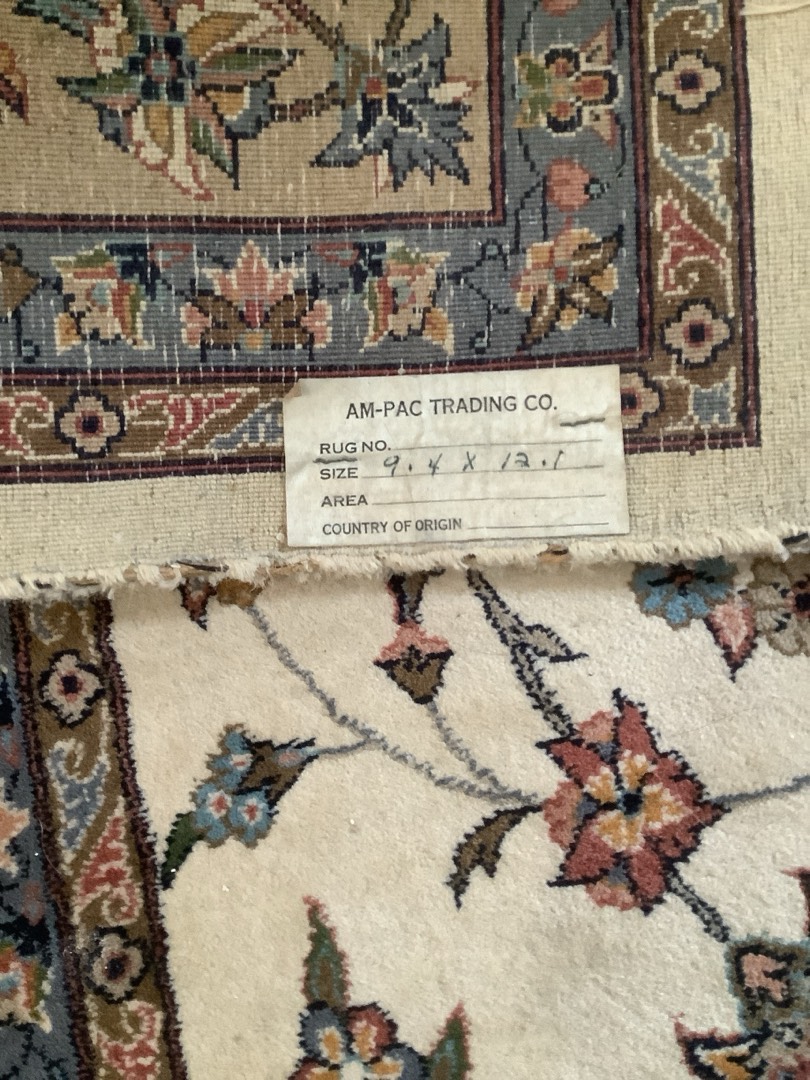 AM-PAC TRADING CO.
RUG NO.
SIZE 9.4 X 12.1
AREA
COUNTRY OF ORIGIN